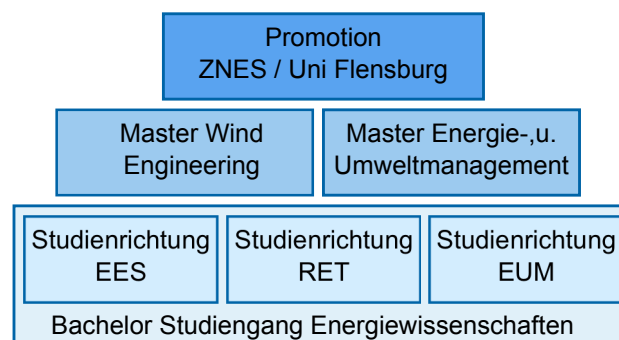 Promotion
ZNES / Uni Flensburg
Master Wind
Engineering
Master Energie-,u.
Umweltmanagement
Studienrichtung
EES
Studienrichtung
RET
Studienrichtung
EUM
Bachelor Studiengang Energiewissenschaften